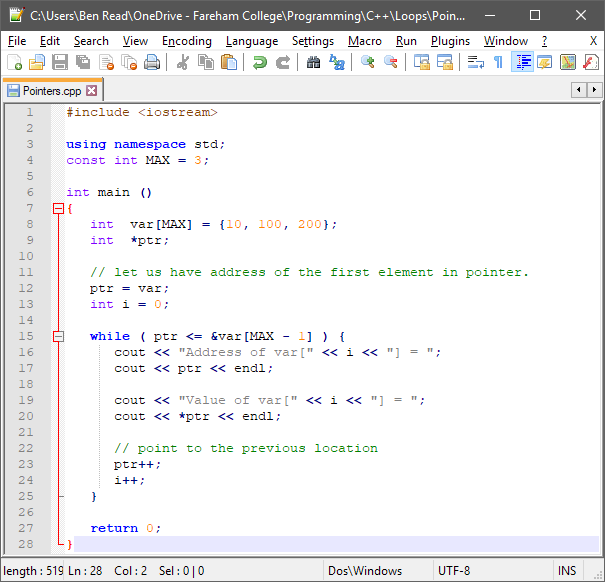 C:\Users\Ben Read\OneDrive - Fareham College\Programming\C++\Loops\Poin...
File Edit Search View Encoding Language Settings Macro Run Plugins Window ? X
Pointers.cpp
1 #include <iostream>
2
3 using namespace std;
4 const int MAX = 3;
5
6 int main ()
7 {
8    int  var[MAX] = {10, 100, 200};
9    int  *ptr;
10
11    // let us have address of the first element in pointer.
12    ptr = var;
13    int i = 0;
14
15    while ( ptr <= &var[MAX - 1] ) {
16       cout << "Address of var[" << i << "] = ";
17       cout << ptr << endl;
18
19       cout << "Value of var[" << i << "] = ";
20       cout << *ptr << endl;
21
22       // point to the previous location
23       ptr++;
24       i++;
25    }
26
27    return 0;
28 }
length : 519 Ln : 28 Col : 2 Sel : 0 | 0 Dos\Windows UTF-8 INS